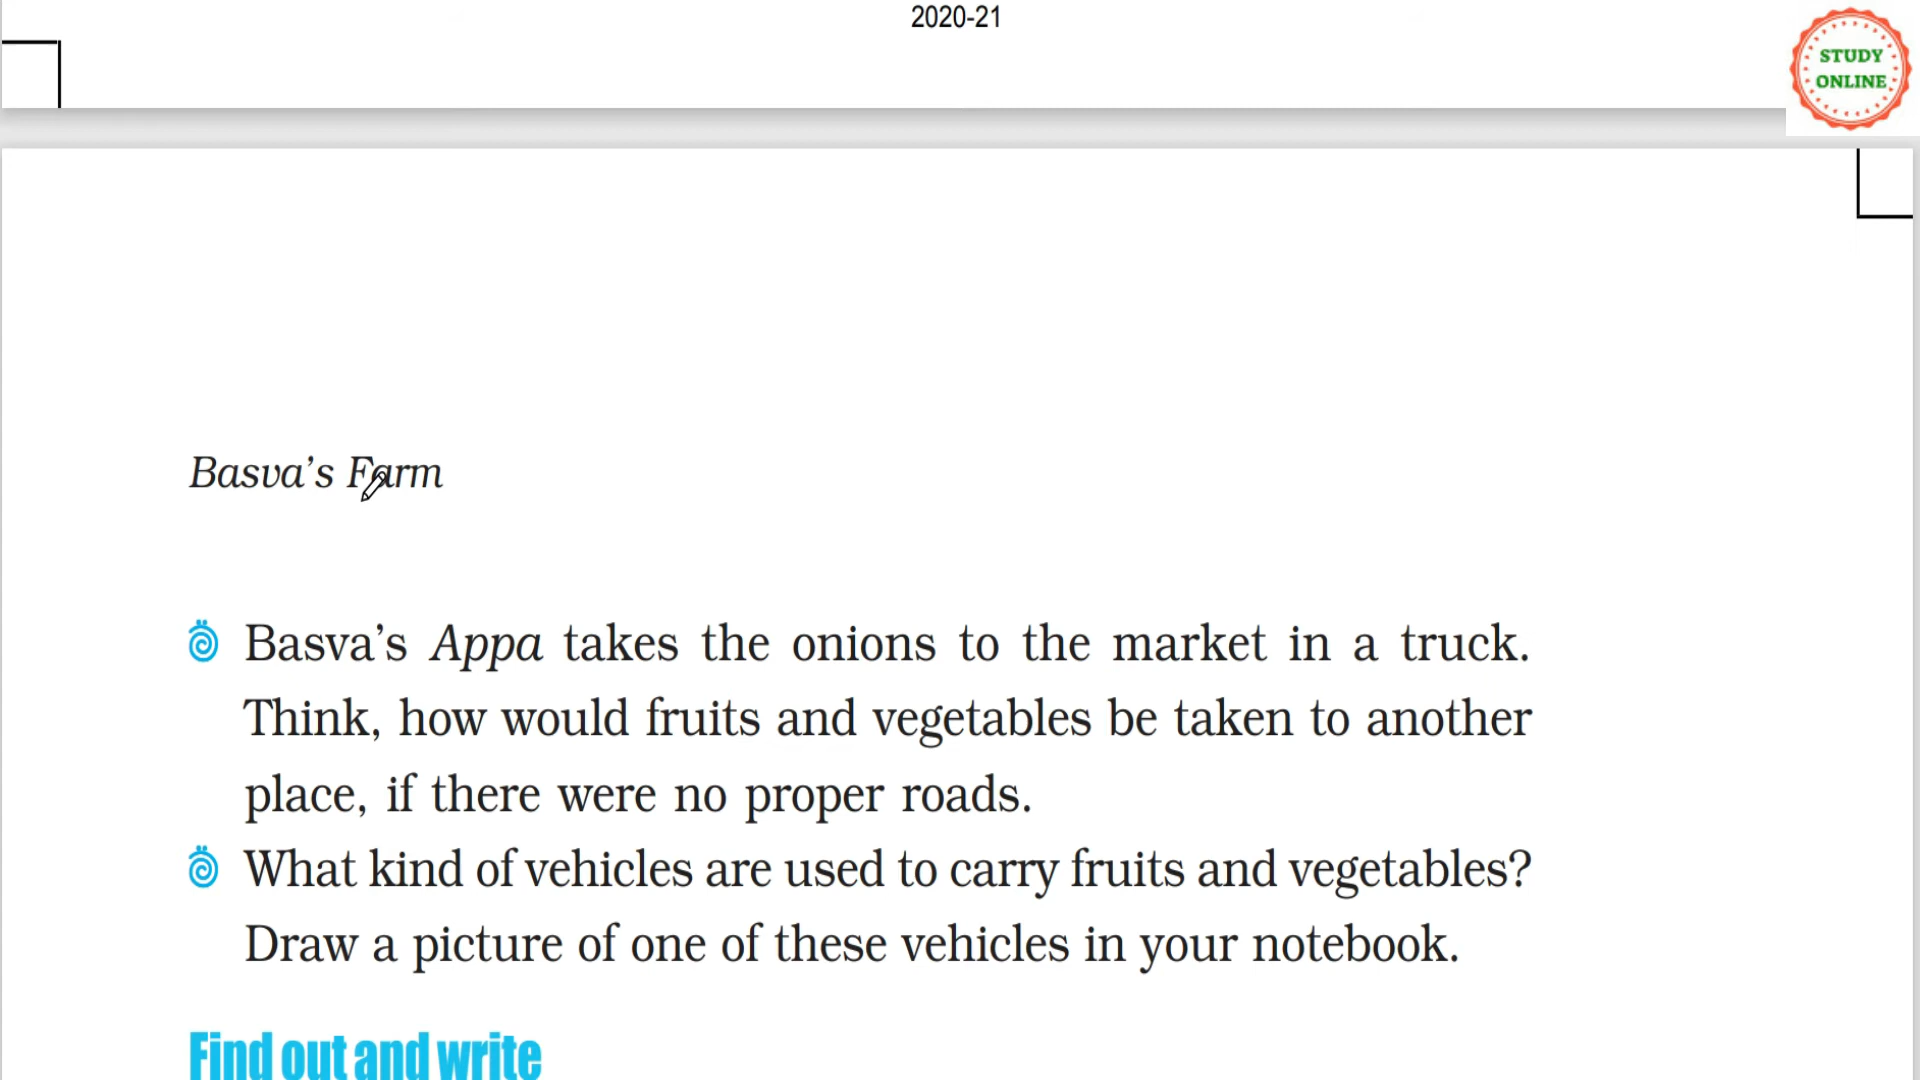 2020-21
STUDY
ONLINE
Basva’s Farm
Basva’s Appa takes the onions to the market in a truck.
Think, how would fruits and vegetables be taken to another
place, if there were no proper roads.
What kind of vehicles are used to carry fruits and vegetables?
Draw a picture of one of these vehicles in your notebook.
Find out and write